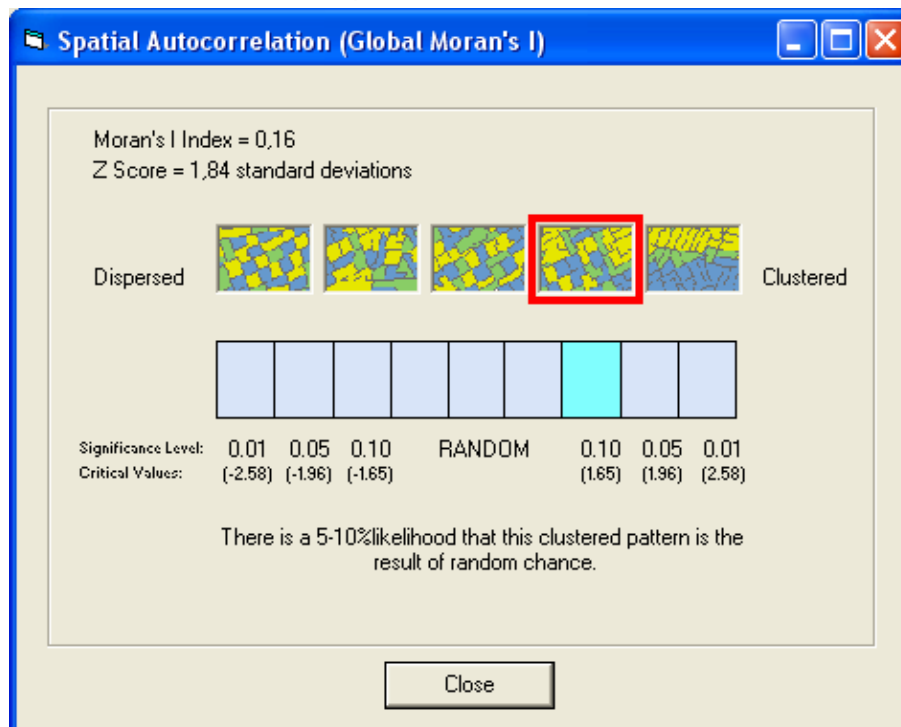 Spatial Autocorrelation (Global Moran's I)
Moran's I Index = 0,16
Z Score = 1,84 standard deviations
Dispersed
Clustered
Significance Level: 0.01 0.05 0.10 RANDOM 0.10 0.05 0.01
Critical Values: (-2.58) (-1.96) (-1.65) (1.65) (1.96) (2.58)
There is a 5-10%likelihood that this clustered pattern is the
result of random chance.
Close